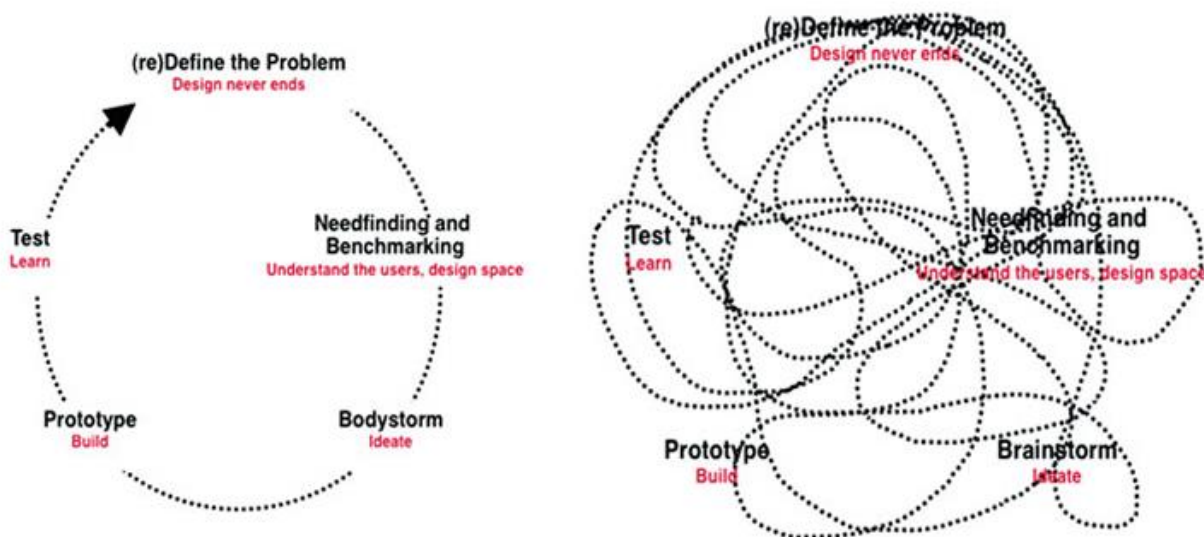 (re)Define the Problem
Design never ends
Needfinding and
Benchmarking
Understand the users, design space
Bodystorm
Ideate
Prototype
Build
Test
Learn
(re)Define the Problem
Design never ends
Needfinding and
Benchmarking
Understand the users, design space
Brainstorm
Ideate
Prototype
Build
Test
Learn